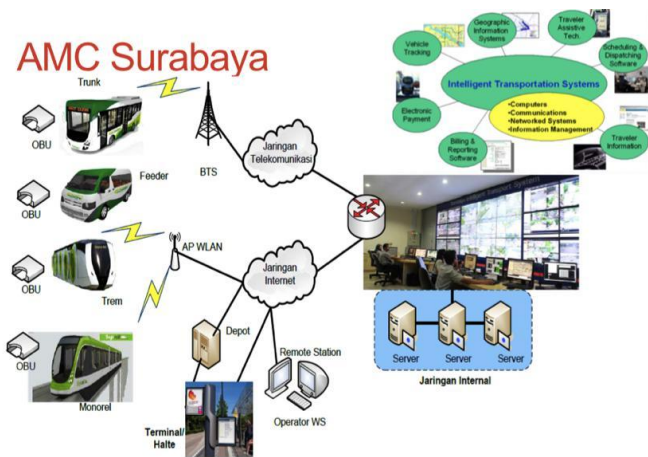 AMC Surabaya
Trunk
OBU
BTS
Jaringan
Telekomunikasi
Feeder
OBU
AP WLAN
Trem
OBU
Jaringan
Internet
Monorel
OBU
Depot
Terminal/
Halte
Remote Station
Operator WS
Server
Server
Server
Jaringan Internal
Geographic
Information
Systems
Traveler
Assistive
Tech.
Vehicle
Tracking
Scheduling &
Dispatching
Software
Intelligent Transportation Systems
•Computers
•Communications
•Networked Systems
•Information Management
Electronic
Payment
Billing &
Reporting
Software
Traveler
Information